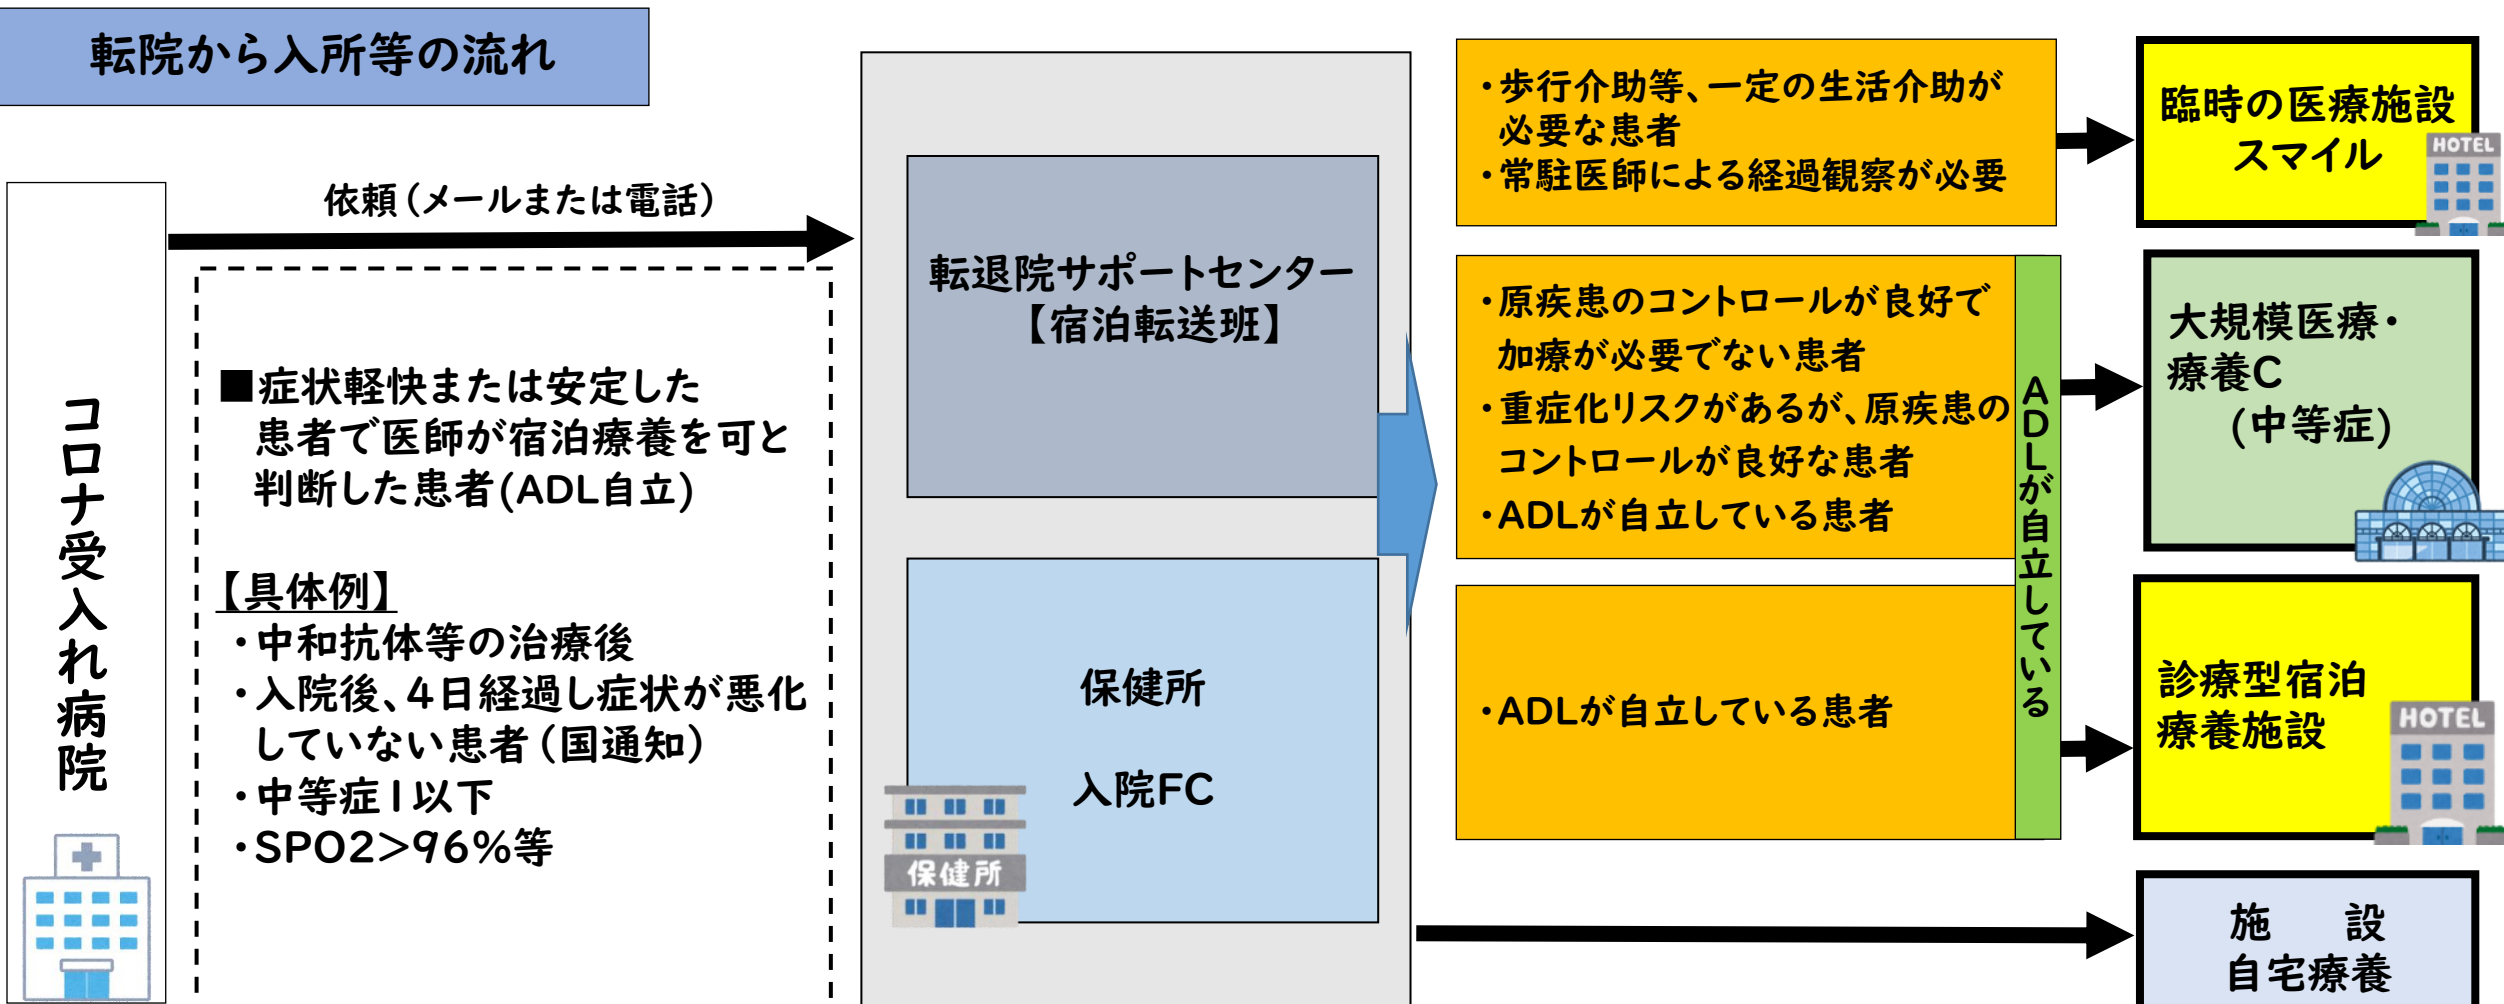 転院から入所等の流れ
コロナ受入れ病院
依頼(メールまたは電話)
■症状軽快または安定した
患者で医師が宿泊療養を可と
判断した患者(ADL自立)
【具体例】
・中和抗体等の治療後
・入院後、4日経過し症状が悪化
していない患者(国通知)
・中等症Ⅰ以下
・SPO2>96%等
転退院サポートセンター
【宿泊転送班】
保健所
入院FC
保健所
・歩行介助等、一定の生活介助が
必要な患者
・常駐医師による経過観察が必要
・原疾患のコントロールが良好で
加療が必要でない患者
・重症化リスクがあるが、原疾患の
コントロールが良好な患者
・ADLが自立している患者
・ADLが自立している患者
ADLが自立している
臨時の医療施設
スマイル
HOTEL
大規模医療・
療養C
(中等症)
診療型宿泊
療養施設
HOTEL
施　設
自宅療養